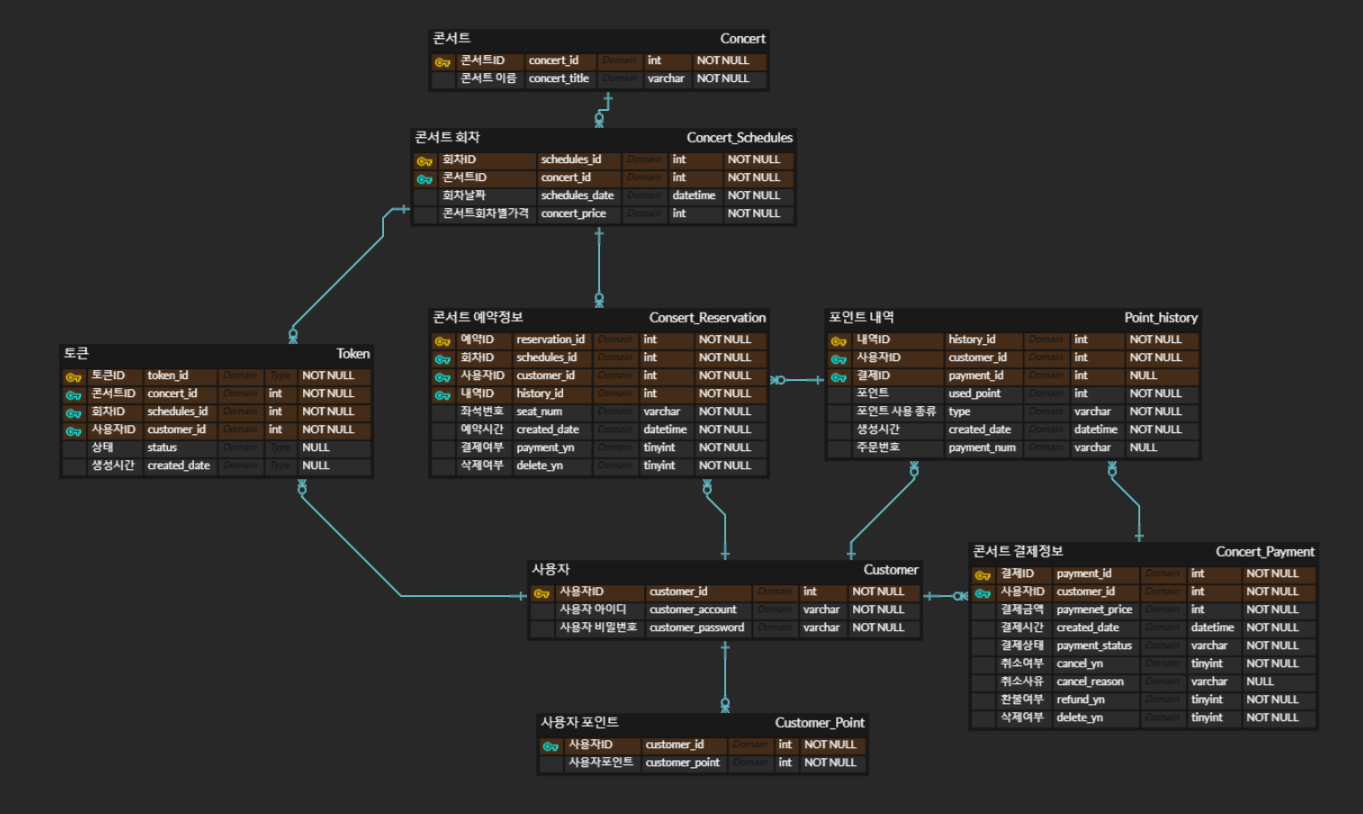 콘서트 Concert
콘서트ID concert_id Domain int NOT NULL
콘서트 이름 concert_title Domain varchar NOT NULL
콘서트 회차 Concert_Schedules
회차ID schedules_id Domain int NOT NULL
콘서트ID concert_id Domain int NOT NULL
회차날짜 schedules_date Domain datetime NOT NULL
콘서트회차별가격 concert_price Domain int NOT NULL
토큰 Token
토큰ID token_id Domain Type NOT NULL
콘서트ID concert_id Domain int NOT NULL
회차ID schedules_id Domain int NOT NULL
사용자ID customer_id Domain int NOT NULL
상태 status Domain Type NULL
생성시간 created_date Domain Type NULL
콘서트 예약정보 Consert_Reservation
예약ID reservation_id Domain int NOT NULL
회차ID schedules_id Domain int NOT NULL
사용자ID customer_id Domain int NOT NULL
내역ID history_id Domain int NOT NULL
좌석번호 seat_num Domain varchar NOT NULL
예약시간 created_date Domain datetime NOT NULL
결제여부 payment_yn Domain tinyint NOT NULL
삭제여부 delete_yn Domain tinyint NOT NULL
포인트 내역 Point_history
내역ID history_id Domain int NOT NULL
사용자ID customer_id Domain int NOT NULL
결제ID payment_id Domain int NULL
포인트 used_point Domain int NOT NULL
포인트 사용 종류 type Domain varchar NOT NULL
생성시간 created_date Domain datetime NOT NULL
주문번호 payment_num Domain varchar NULL
사용자 Customer
사용자ID customer_id Domain int NOT NULL
사용자 아이디 customer_account Domain varchar NOT NULL
사용자 비밀번호 customer_password Domain varchar NOT NULL
콘서트 결제정보 Concert_Payment
결제ID payment_id Domain int NOT NULL
사용자ID customer_id Domain int NOT NULL
결제금액 paymenet_price Domain int NOT NULL
결제시간 created_date Domain datetime NOT NULL
결제상태 payment_status Domain varchar NOT NULL
취소여부 cancel_yn Domain tinyint NOT NULL
취소사유 cancel_reason Domain varchar NULL
환불여부 refund_yn Domain tinyint NOT NULL
삭제여부 delete_yn Domain tinyint NOT NULL
사용자 포인트 Customer_Point
사용자ID customer_id Domain int NOT NULL
사용자포인트 customer_point Domain int NOT NULL